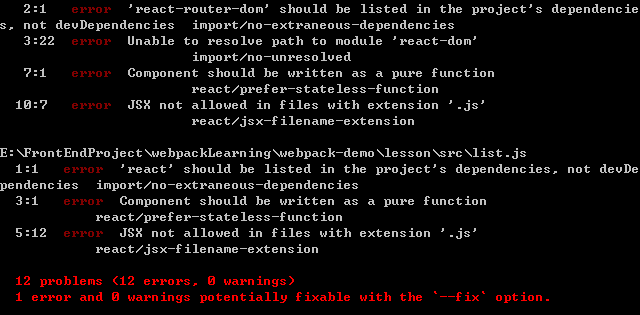 2:1 error 'react-router-dom' should be listed in the project's dependencie
s, not devDependencies import/no-extraneous-dependencies
3:22 error Unable to resolve path to module 'react-dom'
import/no-unresolved
7:1 error Component should be written as a pure function
react/prefer-stateless-function
10:7 error JSX not allowed in files with extension '.js'
react/jsx-filename-extension
E:\FrontEndProject\webpackLearning\webpack-demo\lesson\src\list.js
1:1 error 'react' should be listed in the project's dependencies, not devDe
pendencies import/no-extraneous-dependencies
3:1 error Component should be written as a pure function
react/prefer-stateless-function
5:12 error JSX not allowed in files with extension '.js'
react/jsx-filename-extension
12 problems (12 errors, 0 warnings)
1 error and 0 warnings potentially fixable with the `--fix` option.